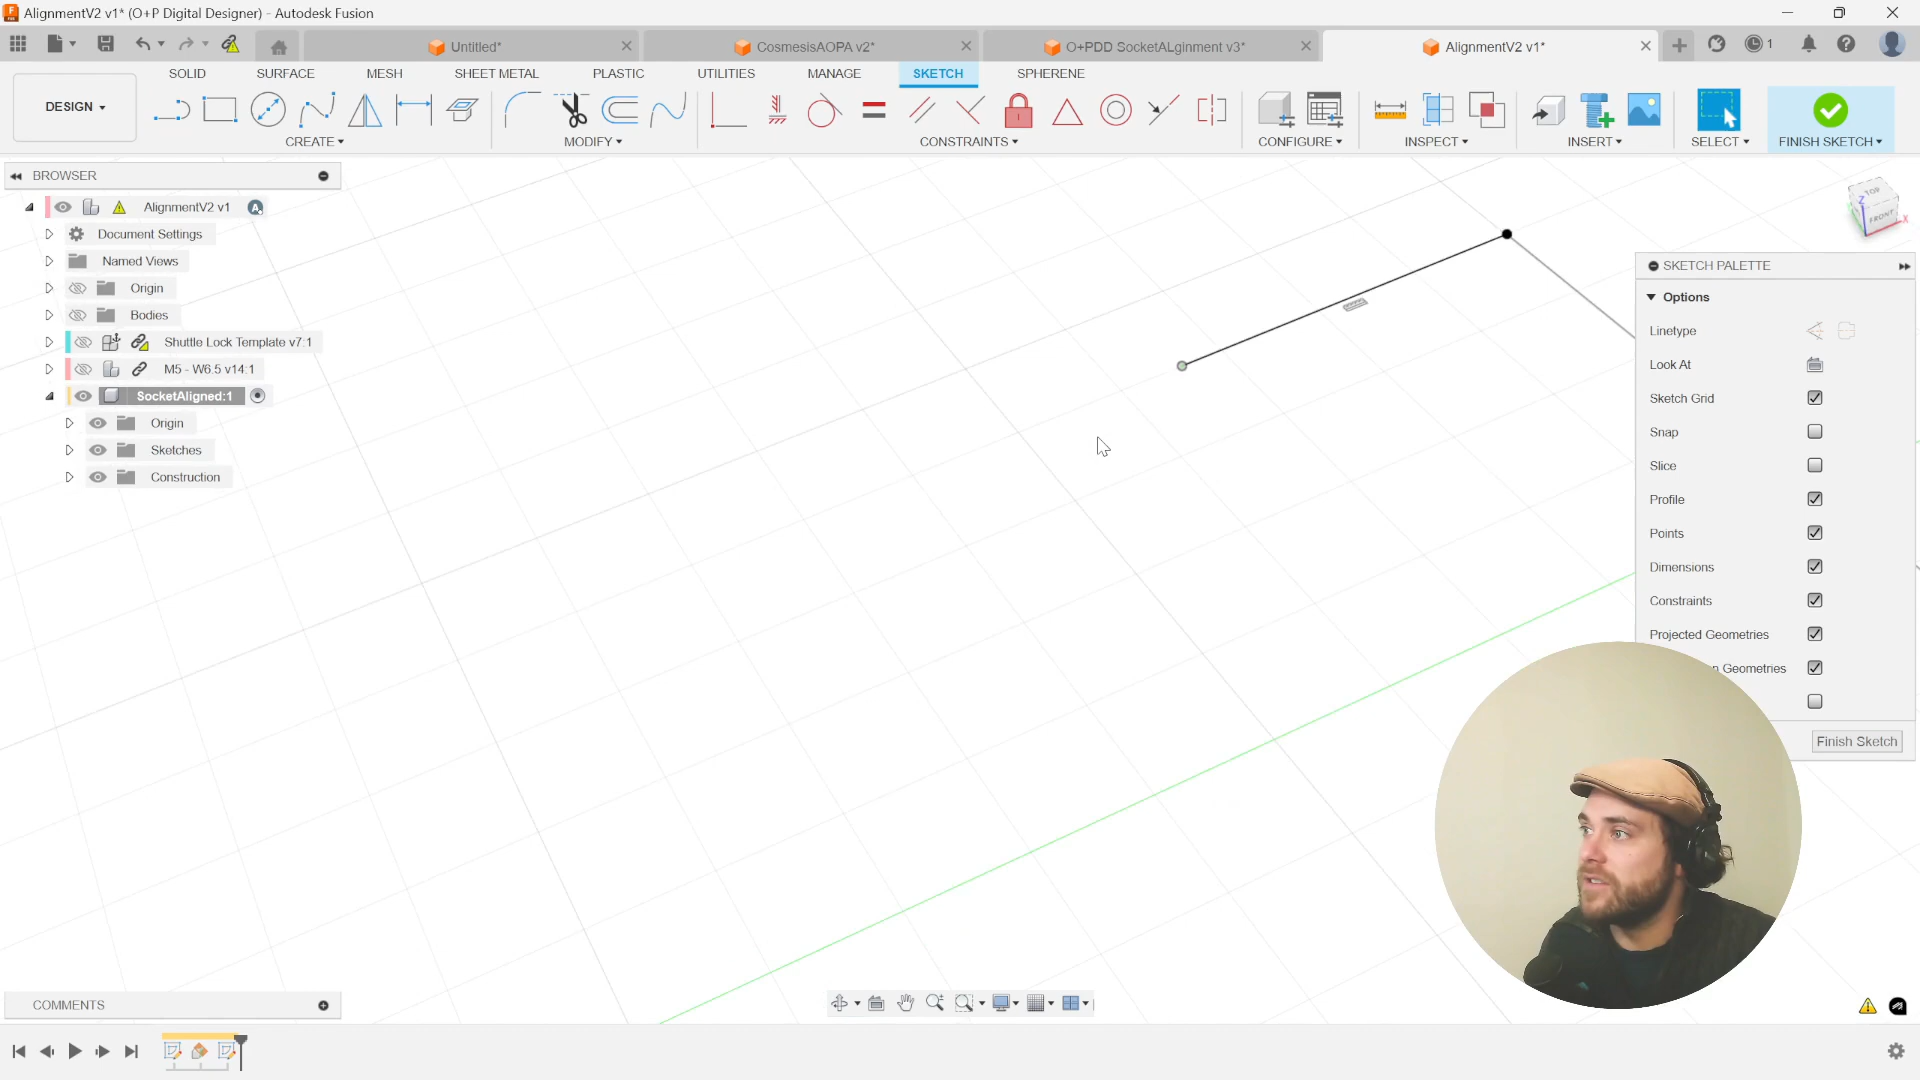 AlignmentV2 v1* (O+P Digital Designer) - Autodesk Fusion
Untitled*
CosmesisAOPA v2*
O+PDD SocketALginment v3*
AlignmentV2 v1*
1
SOLID
SURFACE
MESH
SHEET METAL
PLASTIC
UTILITIES
MANAGE
SKETCH
SPHERENE
DESIGN
CREATE
MODIFY
CONSTRAINTS
CONFIGURE
INSPECT
INSERT
SELECT
FINISH SKETCH
BROWSER
AlignmentV2 v1
Document Settings
Named Views
Origin
Bodies
Shuttle Lock Template v7:1
M5 - W6.5 v14:1
SocketAligned:1
Origin
Sketches
Construction
TOP
FRONT
Z
X
SKETCH PALETTE
Options
Linetype
Look At
Sketch Grid
Snap
Slice
Profile
Points
Dimensions
Constraints
Projected Geometries
Geometries
Finish Sketch
COMMENTS